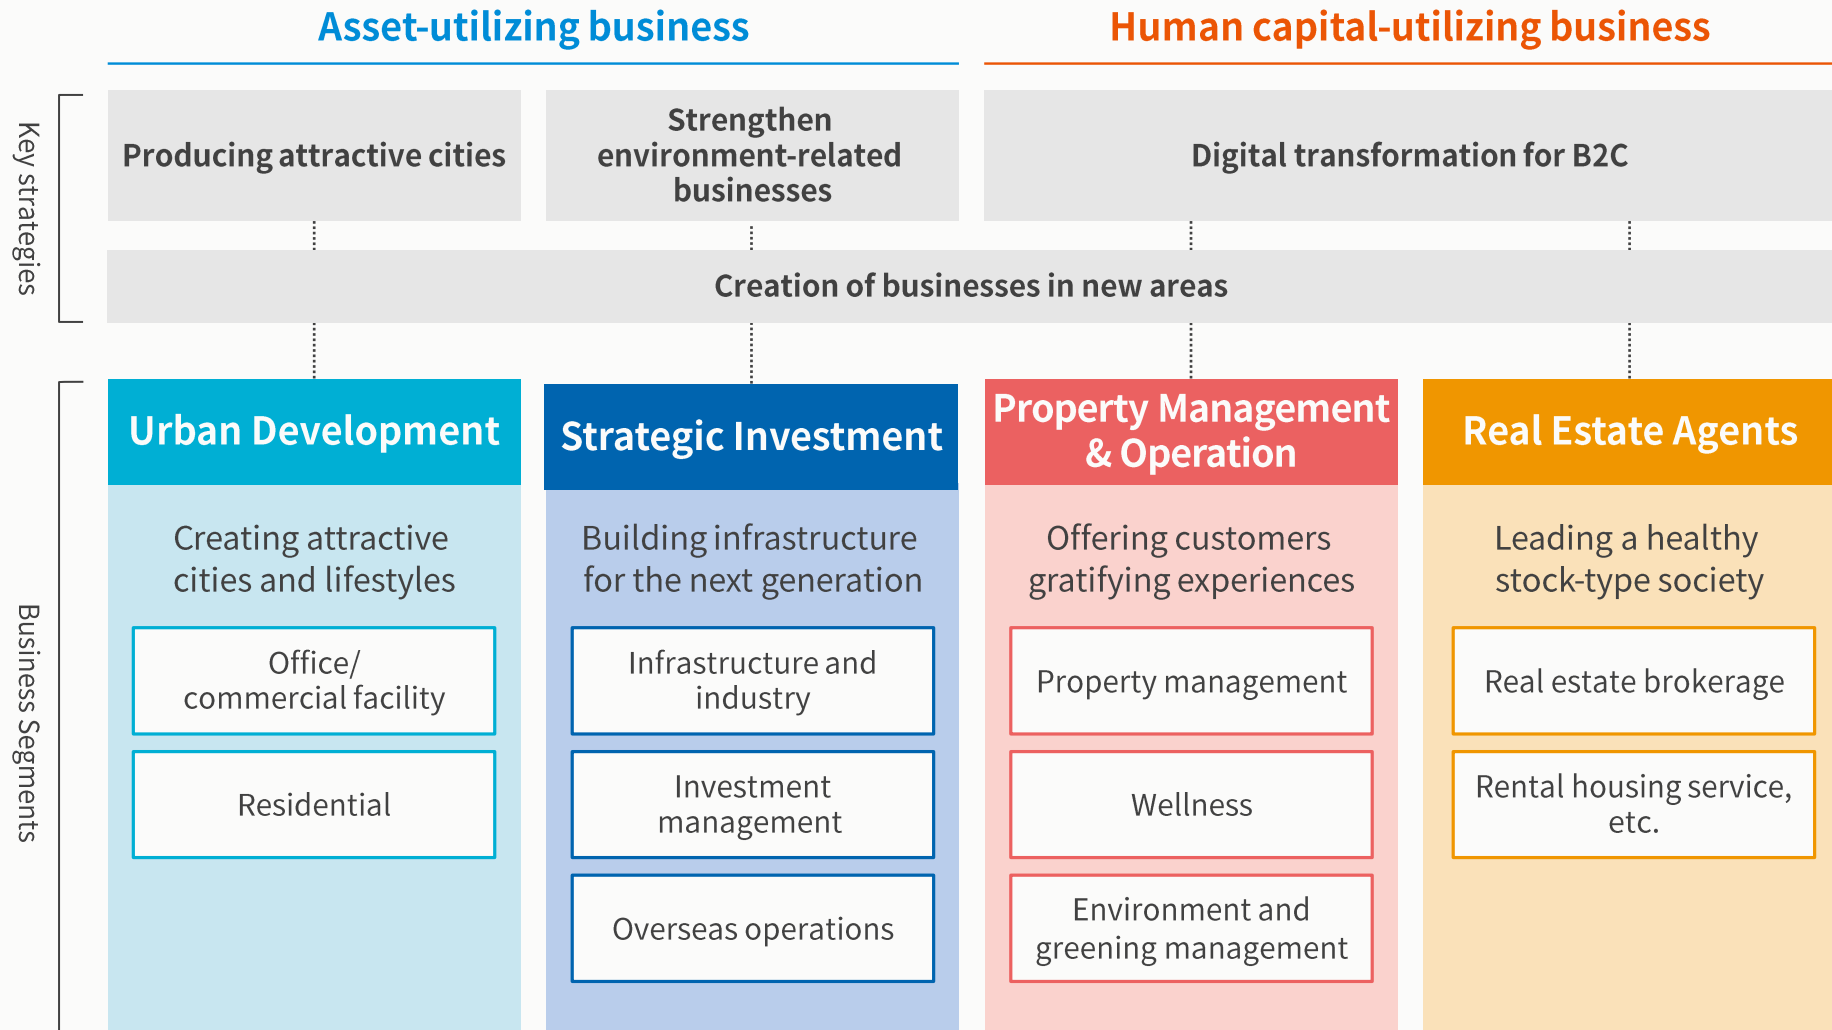 Asset-utilizing business
Human capital-utilizing business
Key strategies
Producing attractive cities
Strengthen
environment-related
businesses
Digital transformation for B2C
Creation of businesses in new areas
Business Segments
Urban Development
Creating attractive
cities and lifestyles
Office/
commercial facility
Residential
Strategic Investment
Building infrastructure
for the next generation
Infrastructure and
industry
Investment
management
Overseas operations
Property Management
& Operation
Offering customers
gratifying experiences
Property management
Wellness
Environment and
greening management
Real Estate Agents
Leading a healthy
stock-type society
Real estate brokerage
Rental housing service,
etc.